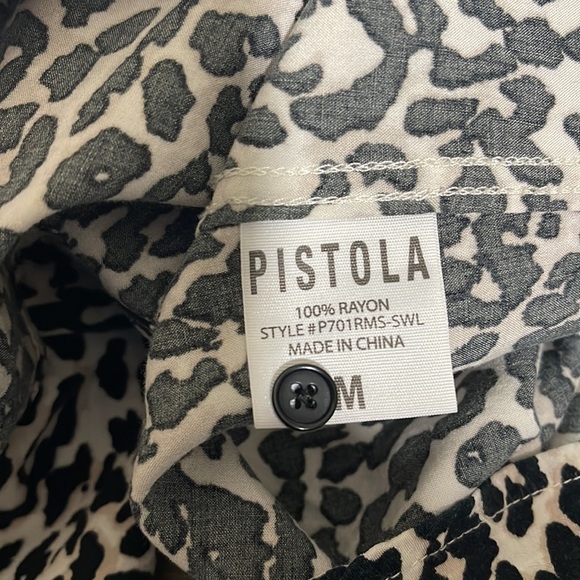 PISTOLA
100% RAYON
STYLE #P701RMS-SWL
MADE IN CHINA
M